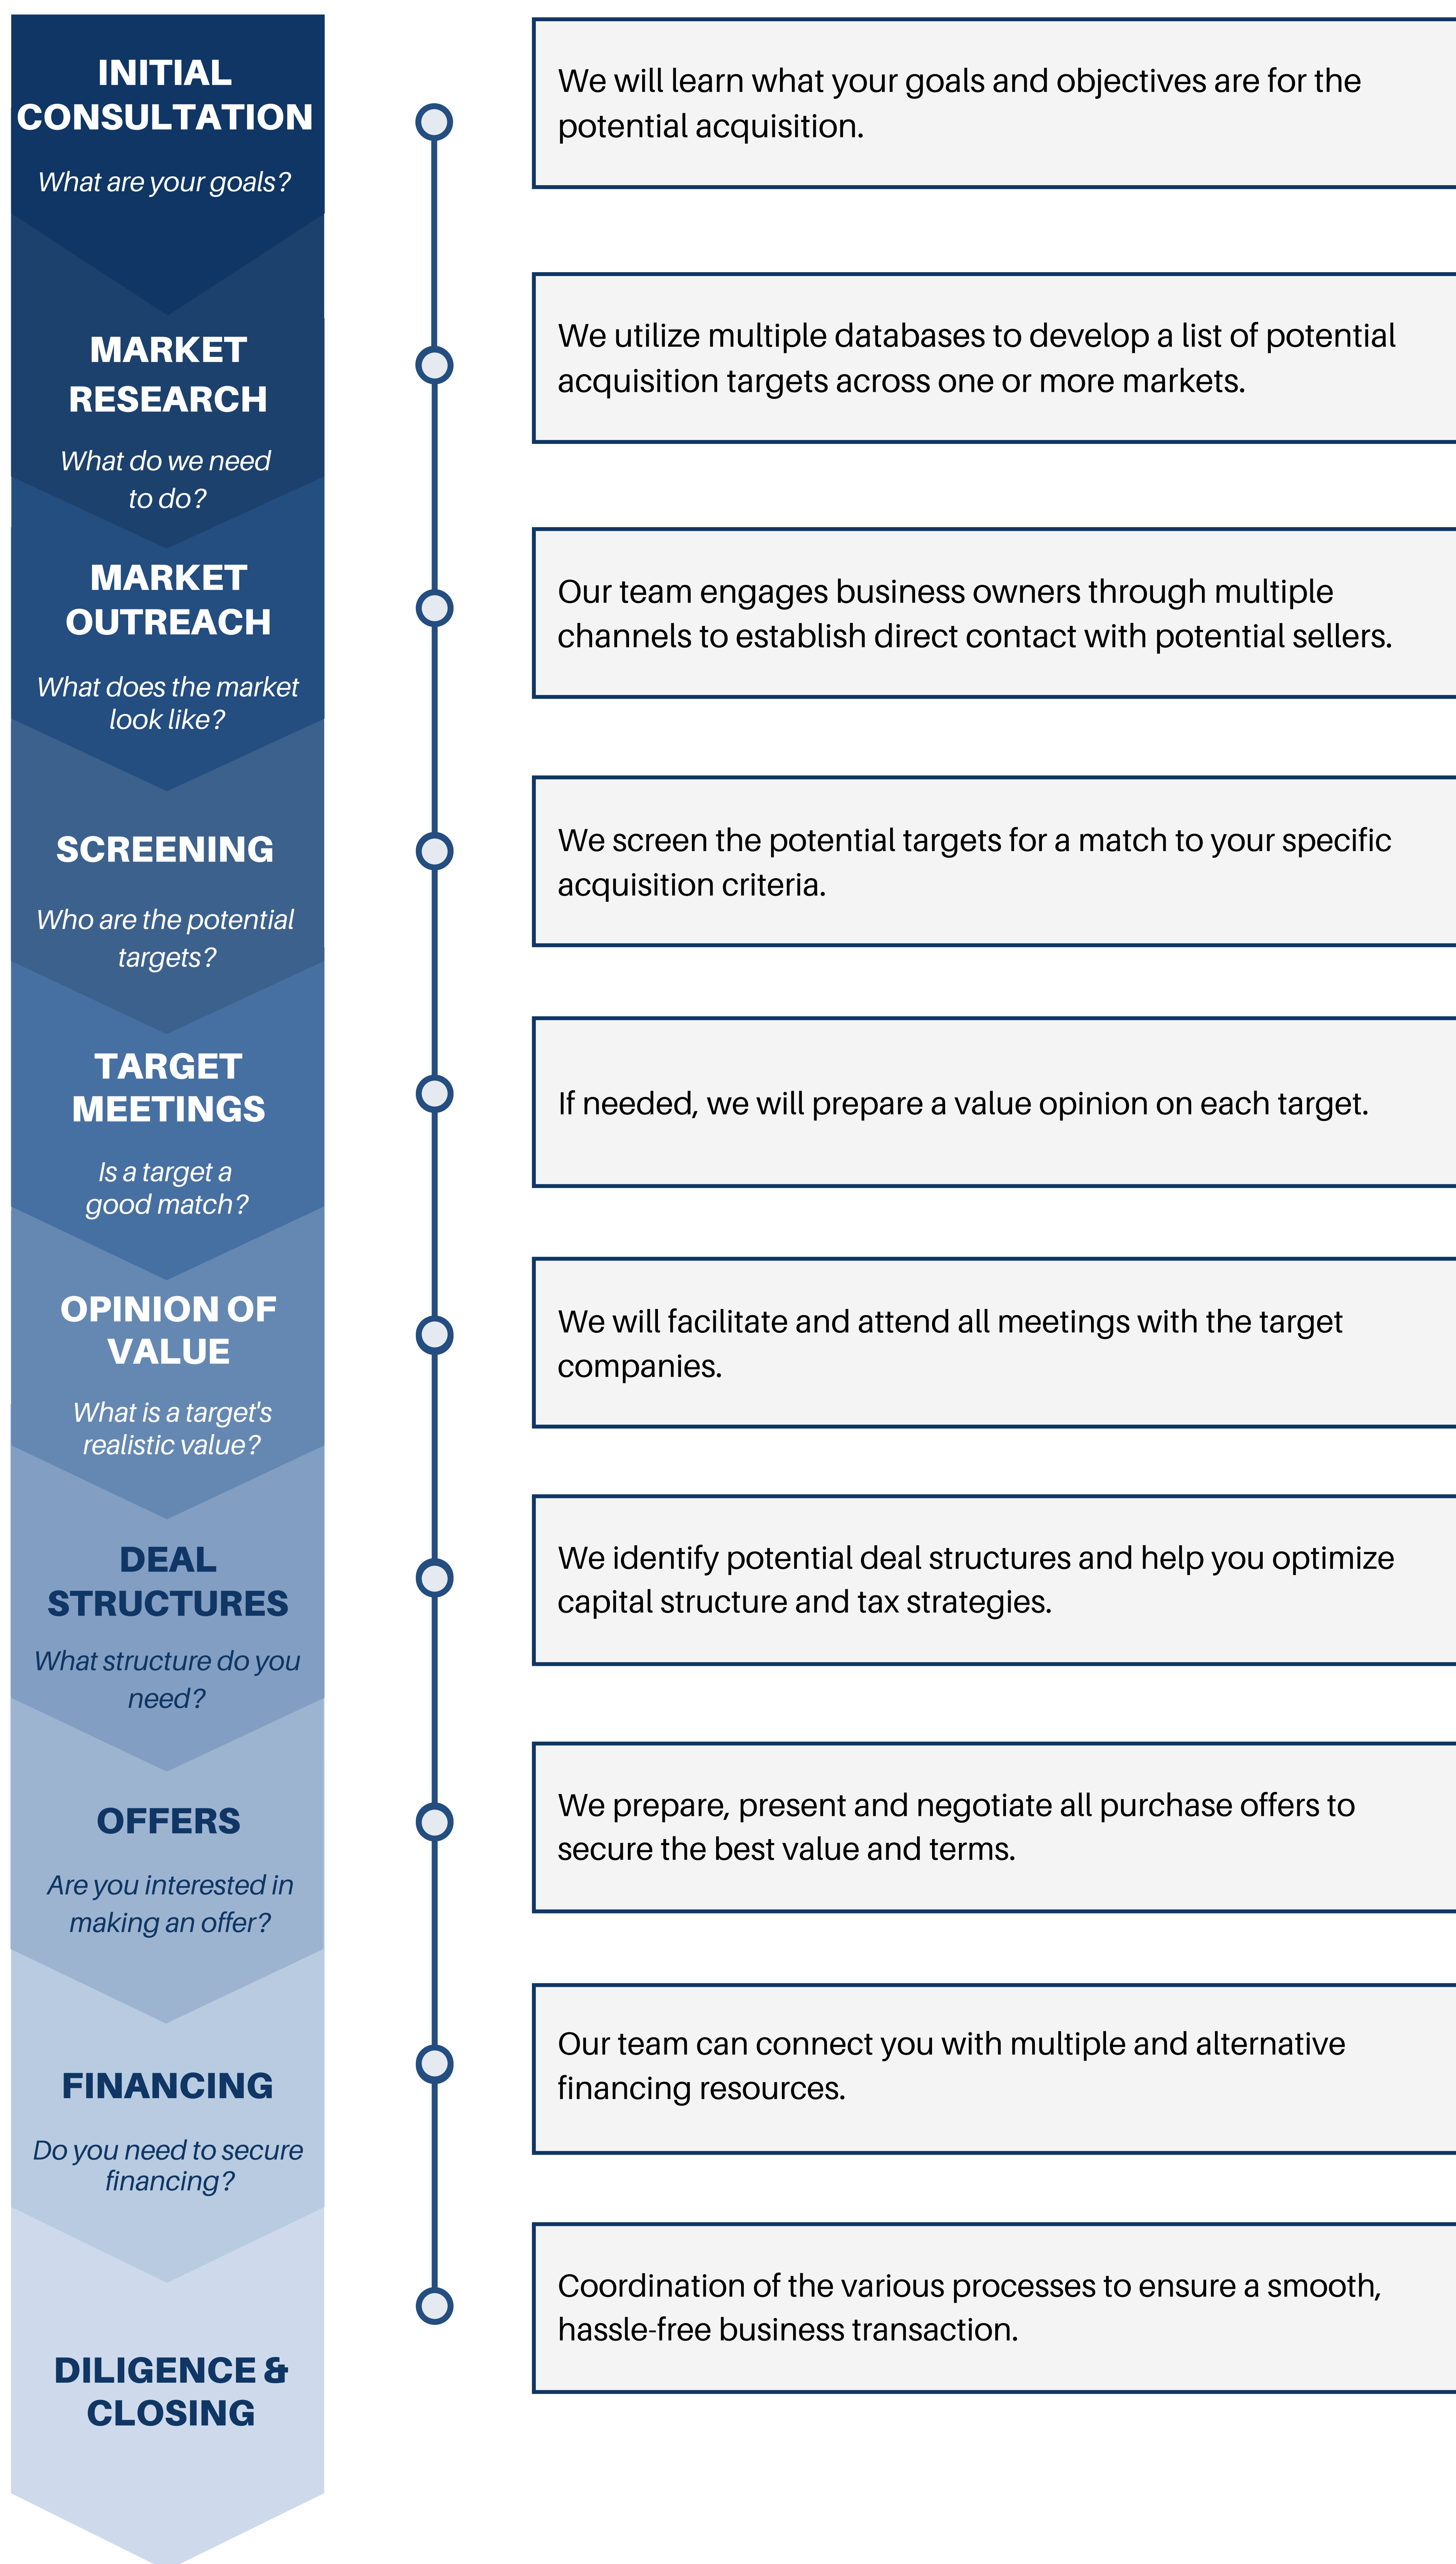 INITIAL
CONSULTATION
What are your goals?
We will learn what your goals and objectives are for the
potential acquisition.
MARKET
RESEARCH
What do we need
to do?
We utilize multiple databases to develop a list of potential
acquisition targets across one or more markets.
MARKET
OUTREACH
What does the market
look like?
Our team engages business owners through multiple
channels to establish direct contact with potential sellers.
SCREENING
Who are the potential
targets?
We screen the potential targets for a match to your specific
acquisition criteria.
TARGET
MEETINGS
Is a target a
good match?
If needed, we will prepare a value opinion on each target.
OPINION OF
VALUE
What is a target's
realistic value?
We will facilitate and attend all meetings with the target
companies.
DEAL
STRUCTURES
What structure do you
need?
We identify potential deal structures and help you optimize
capital structure and tax strategies.
OFFERS
Are you interested in
making an offer?
We prepare, present and negotiate all purchase offers to
secure the best value and terms.
FINANCING
Do you need to secure
financing?
Our team can connect you with multiple and alternative
financing resources.
DILIGENCE &
CLOSING
Coordination of the various processes to ensure a smooth,
hassle-free business transaction.